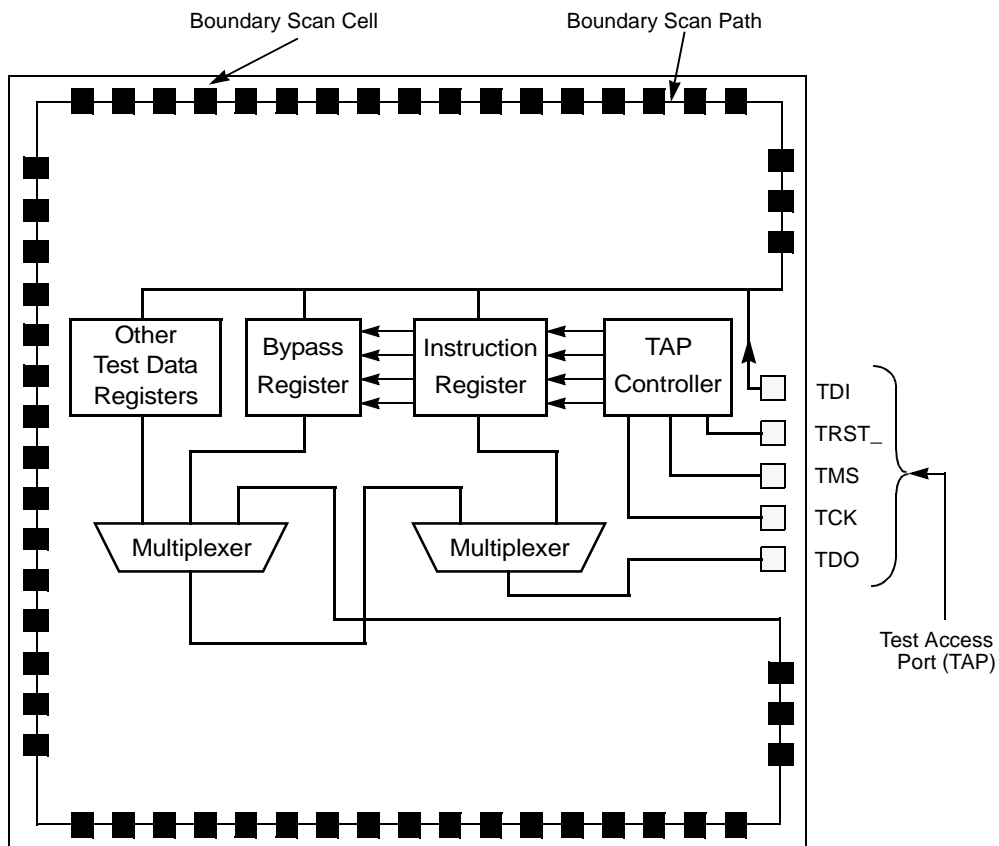 Boundary Scan Cell
Boundary Scan Path
Other
Test Data
Registers
Bypass
Register
Instruction
Register
TAP
Controller
TDI
TRST_
TMS
TCK
TDO
Multiplexer
Multiplexer
Test Access
Port (TAP)